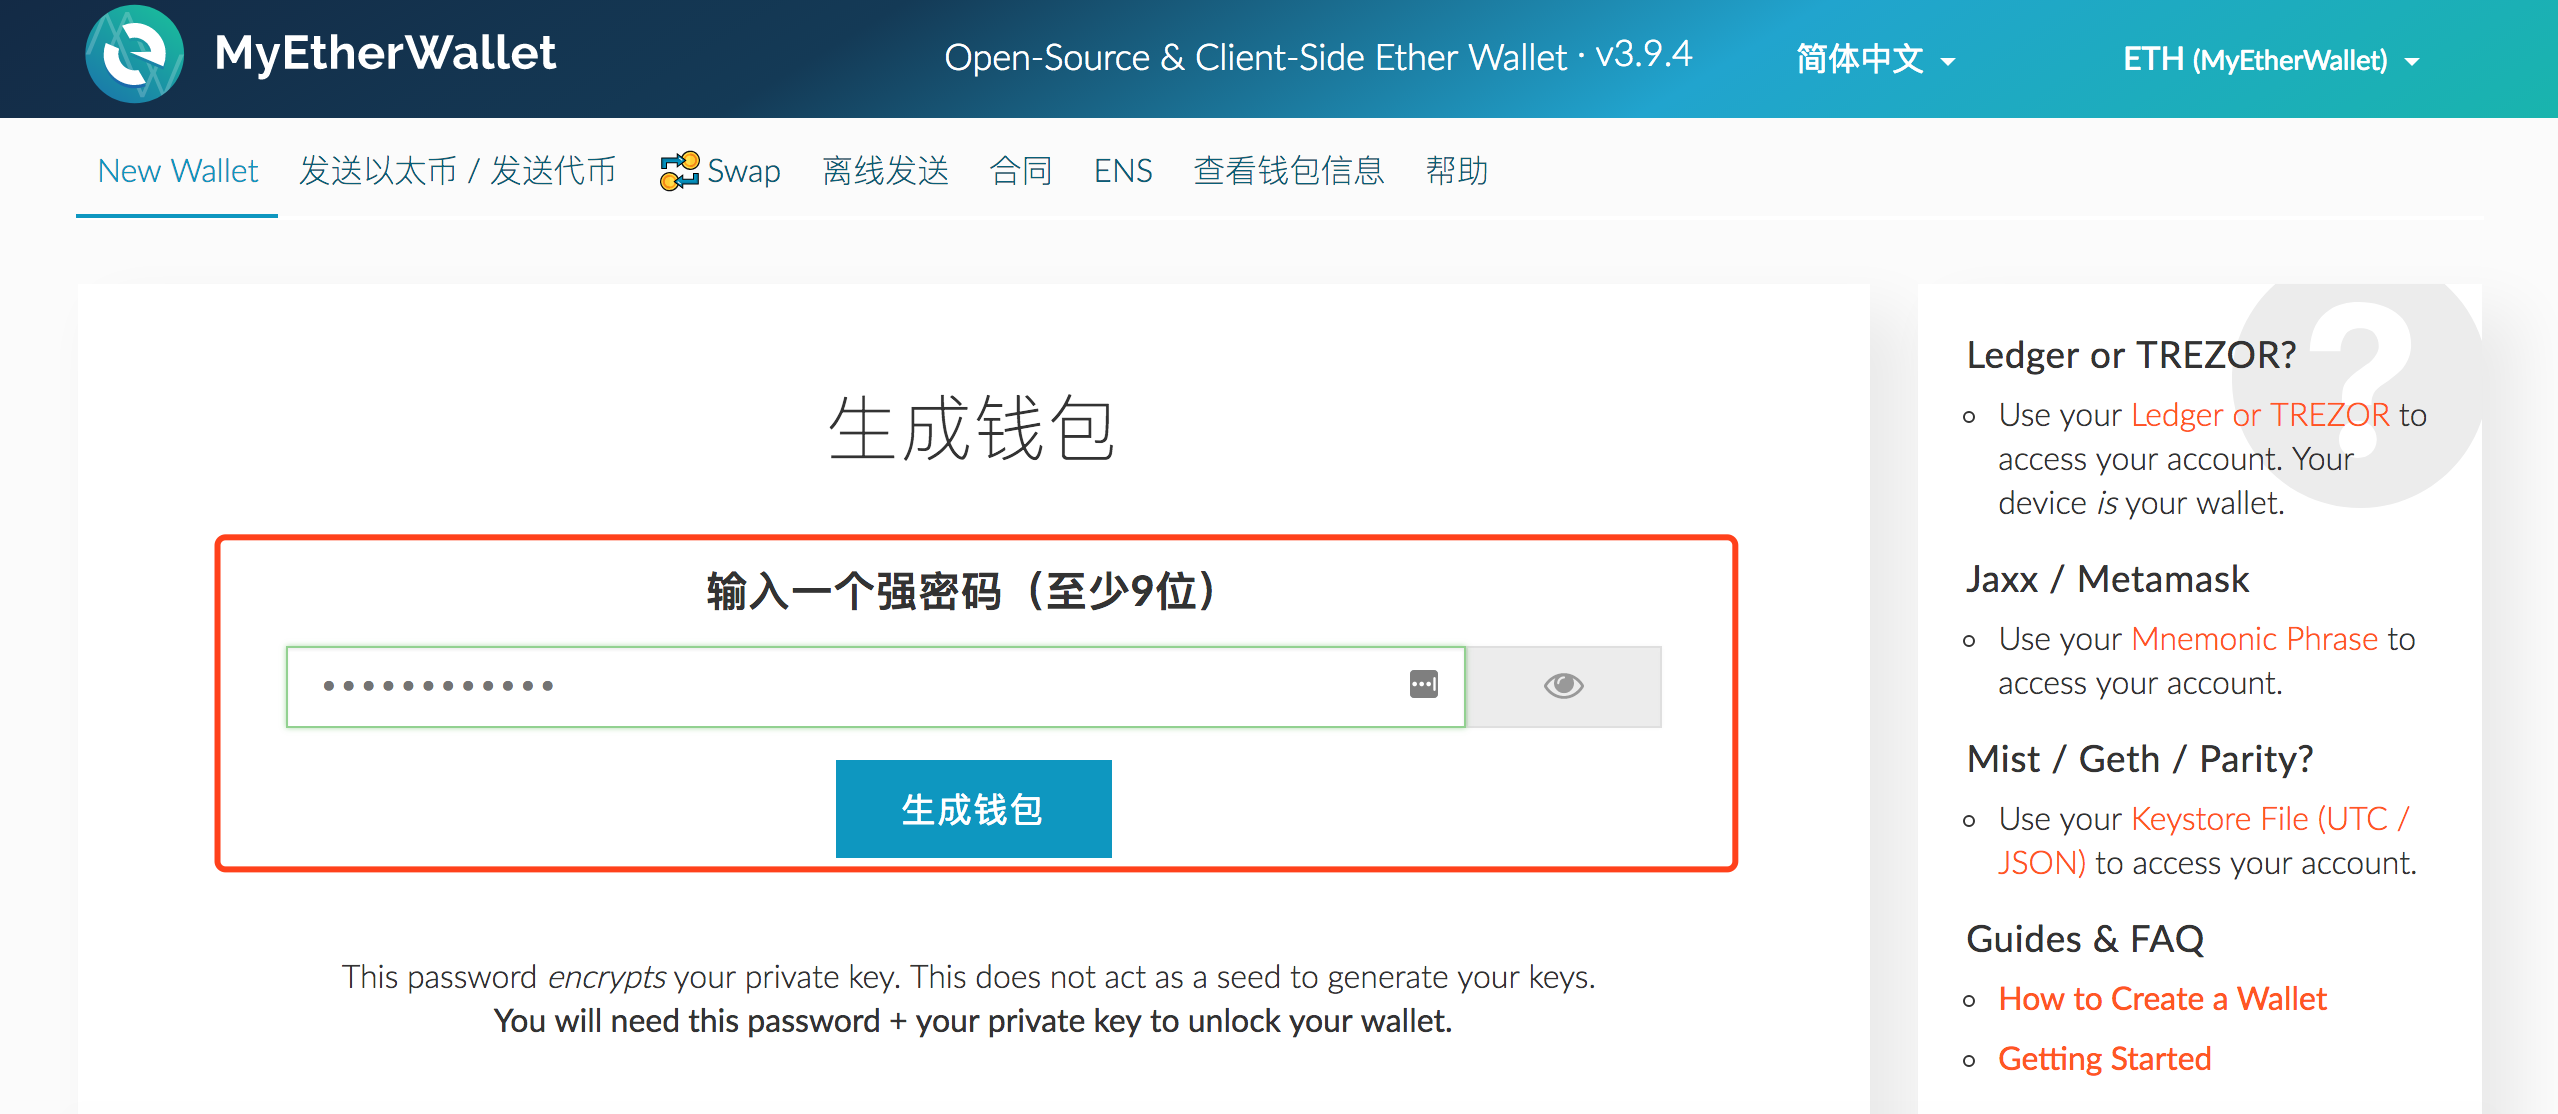 MyEtherWallet
Open-Source & Client-Side Ether Wallet · v3.9.4
简体中文
ETH (MyEtherWallet)
New Wallet
发送以太币 / 发送代币
Swap
离线发送
合同
ENS
查看钱包信息
帮助
生成钱包
输入一个强密码（至少9位）
••••••••••••
生成钱包
This password encrypts your private key. This does not act as a seed to generate your keys.
You will need this password + your private key to unlock your wallet.
Ledger or TREZOR?
Use your Ledger or TREZOR to
access your account. Your
device is your wallet.
Jaxx / Metamask
Use your Mnemonic Phrase to
access your account.
Mist / Geth / Parity?
Use your Keystore File (UTC /
JSON) to access your account.
Guides & FAQ
How to Create a Wallet
Getting Started